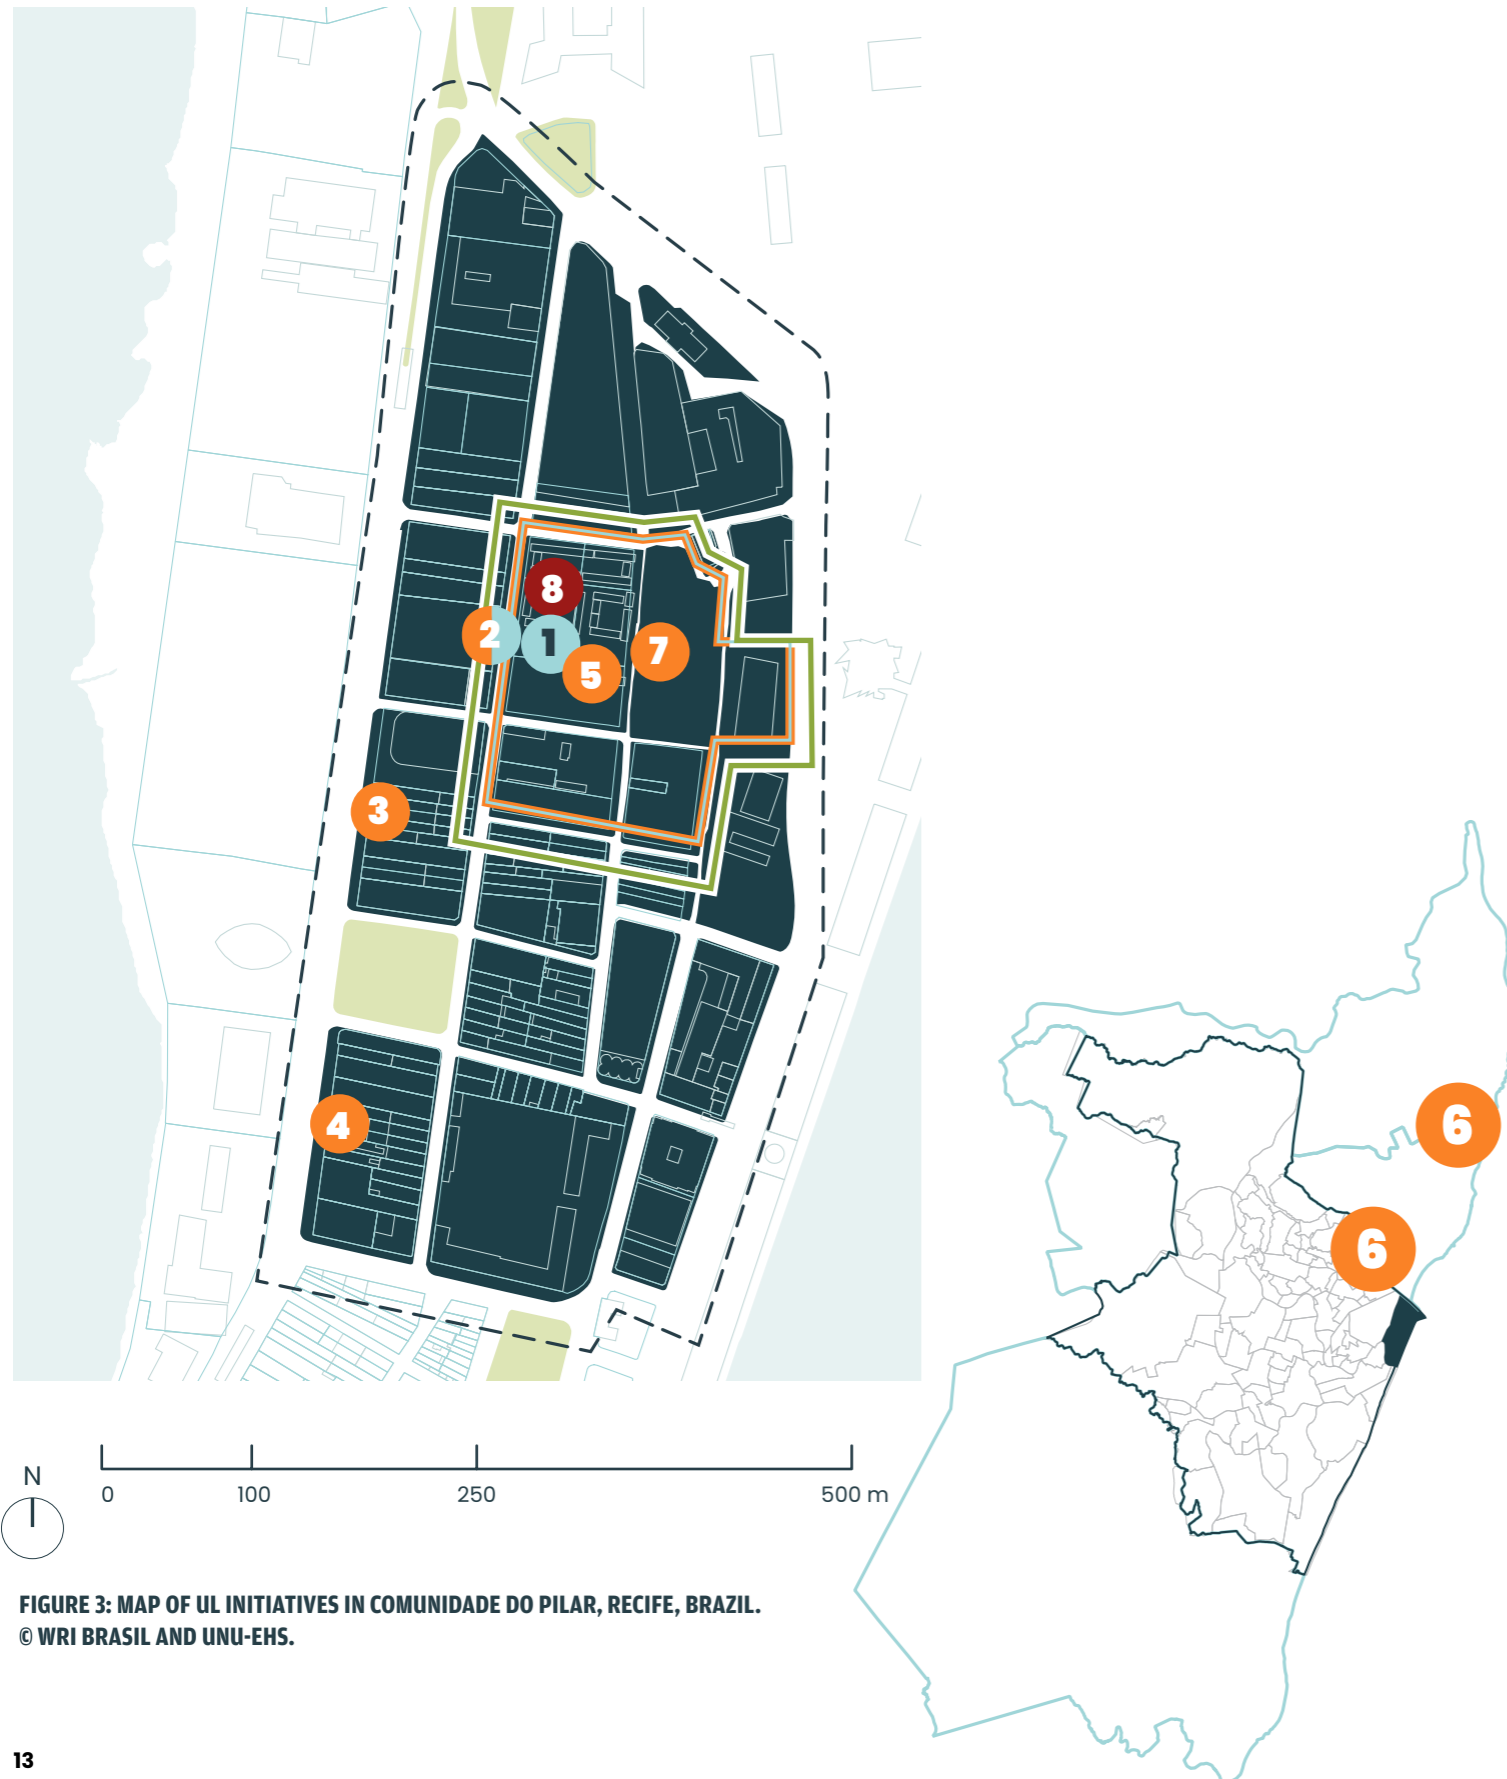 8
2
1
5
7
3
4
6
6
N
0 100 250 500 m
FIGURE 3: MAP OF UL INITIATIVES IN COMUNIDADE DO PILAR, RECIFE, BRAZIL.
© WRI BRASIL AND UNU-EHS.
13